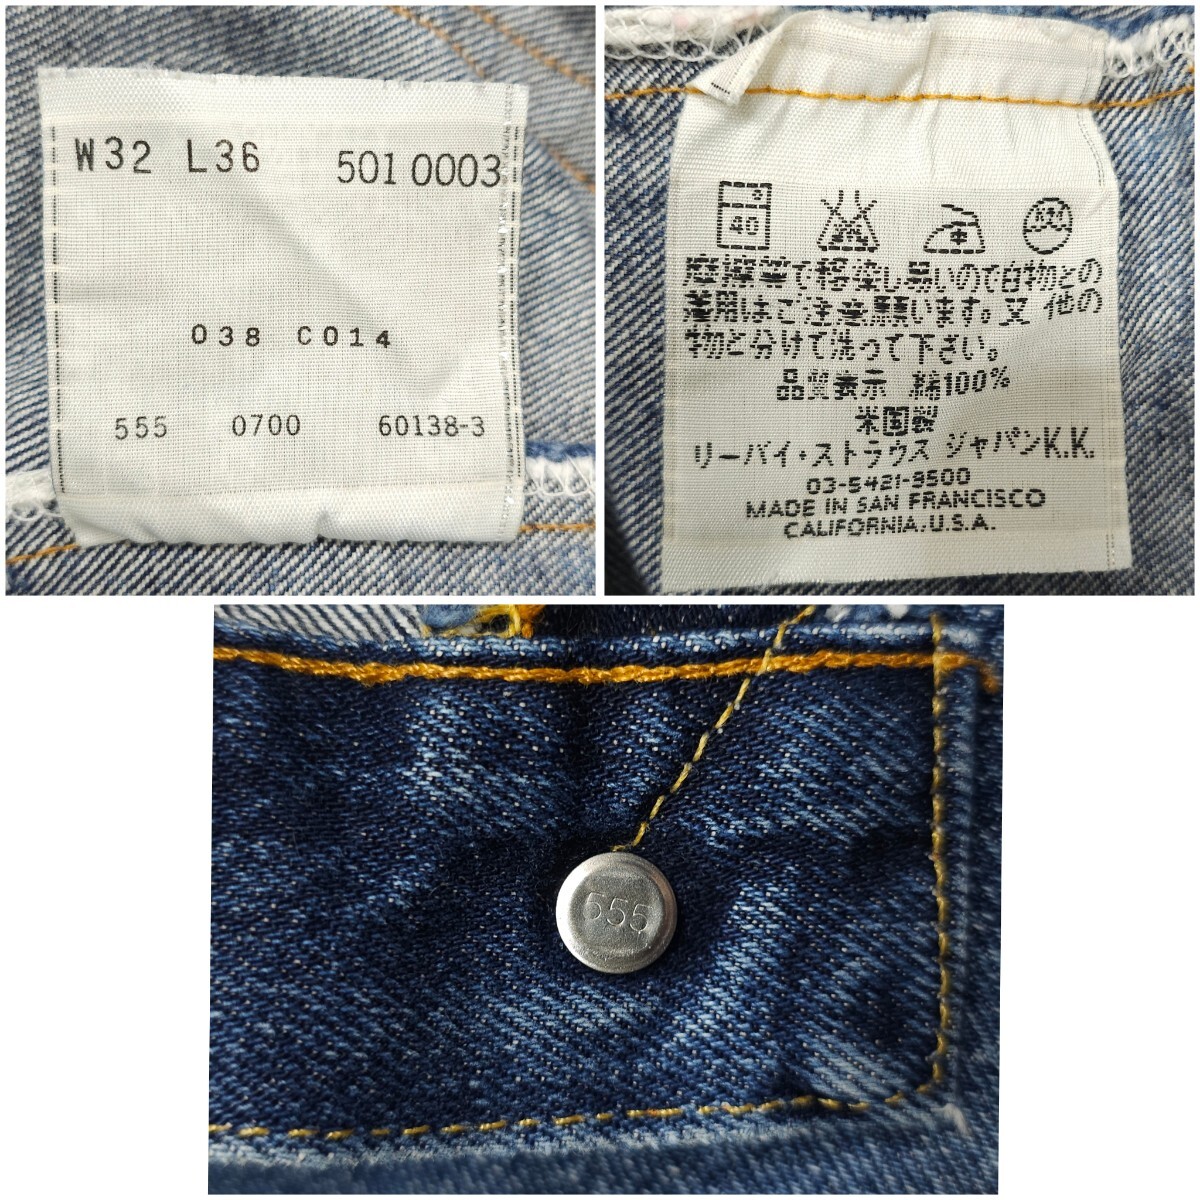 W32 L36 501 0003
038 C014
555 0700 60138-3
40
摩擦等で移染し易いので白物との
着用はご注意願います。又他の
物と分けて洗って下さい。
品質表示 綿100%
米国製
リーバイ・ストラウス ジャパンK.K.
03-5421-9500
MADE IN SAN FRANCISCO
CALIFORNIA, U.S.A.
555